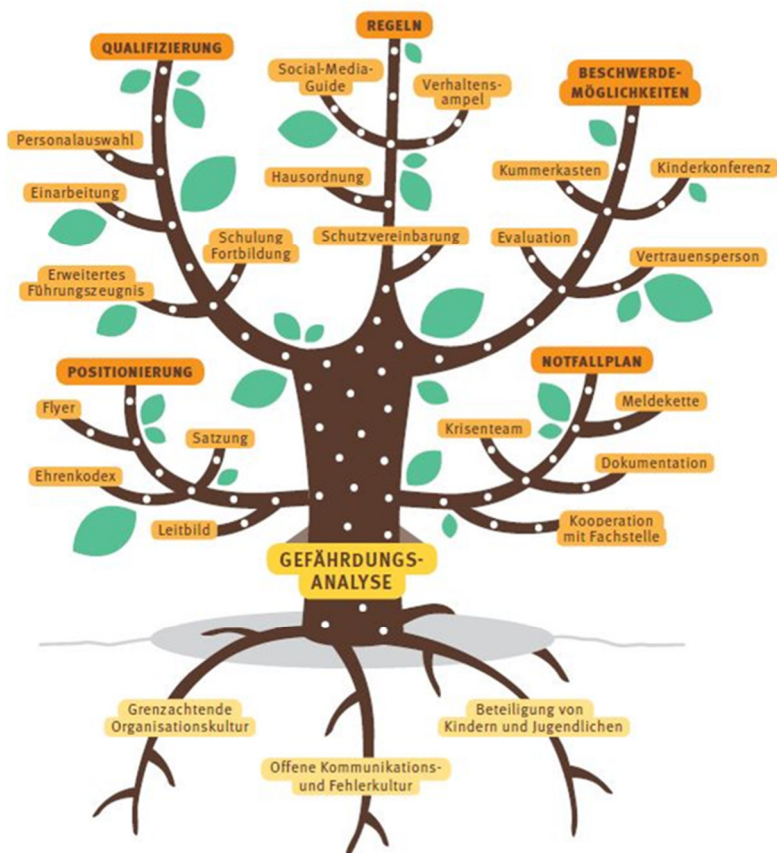 QUALIFIZIERUNG
Personalauswahl
Einarbeitung
Schulung
Fortbildung
Erweitertes
Führungszeugnis
REGELN
Social-Media-
Guide
Verhaltens-
ampel
Hausordnung
Schutzvereinbarung
BESCHWERDE-
MÖGLICHKEITEN
Kummerkasten
Kinderkonferenz
Evaluation
Vertrauensperson
POSITIONIERUNG
Flyer
Satzung
Ehrenkodex
Leitbild
NOTFALLPLAN
Meldekette
Krisenteam
Dokumentation
Kooperation
mit Fachstelle
GEFÄHRDUNGS-
ANALYSE
Grenzachtende
Organisationskultur
Offene Kommunikations-
und Fehlerkultur
Beteiligung von
Kindern und Jugendlichen